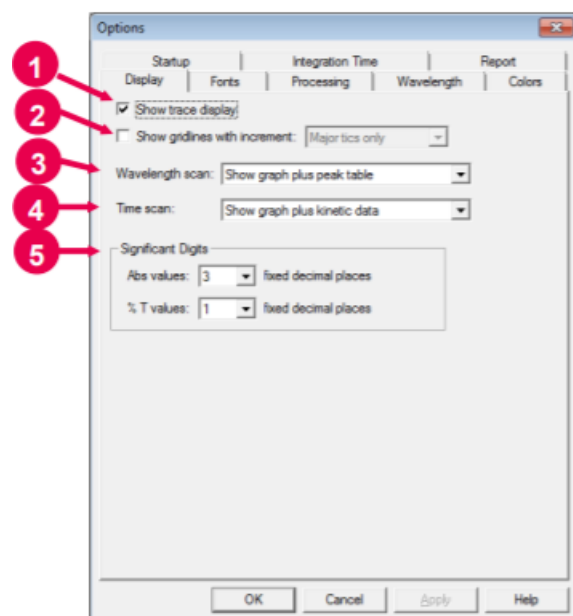 Options
Startup Integration Time Report
Display Fonts Processing Wavelength Colors
1
Show trace display
2
Show gridlines with increment: Major tics only
3
Wavelength scan: Show graph plus peak table
4
Time scan: Show graph plus kinetic data
5
Significant Digits
Abs values: 3 fixed decimal places
% T values: 1 fixed decimal places
OK Cancel Apply Help